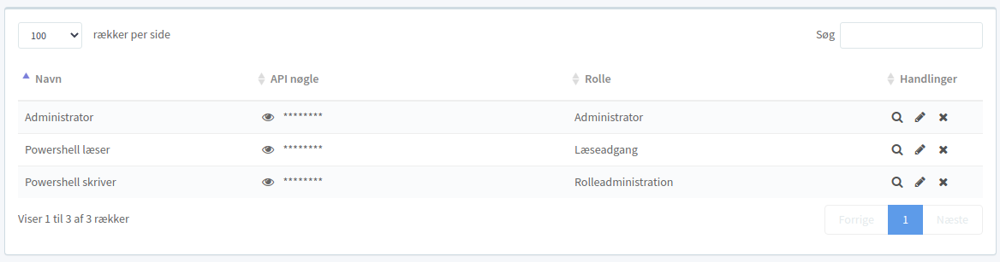 100 rækker per side Søg
Navn API nøgle Rolle Handlinger
Administrator ******** Administrator
Powershell læser ******** Læseadgang
Powershell skriver ******** Rolleadministration
Viser 1 til 3 af 3 rækker Forrige 1 Næste